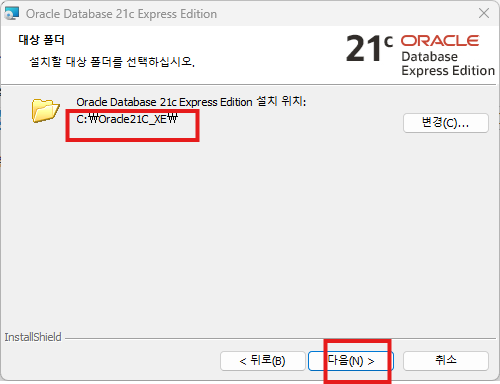 Oracle Database 21c Express Edition
대상 폴더
설치할 대상 폴더를 선택하십시오.
21c ORACLE
Database
Express Edition
Oracle Database 21c Express Edition 설치 위치:
C:₩Oracle21C_XE₩
변경(C)...
InstallShield
< 뒤로(B)
다음(N) >
취소